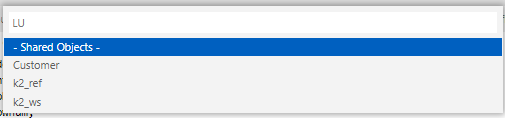 LU
- Shared Objects -
Customer
k2_ref
k2_ws